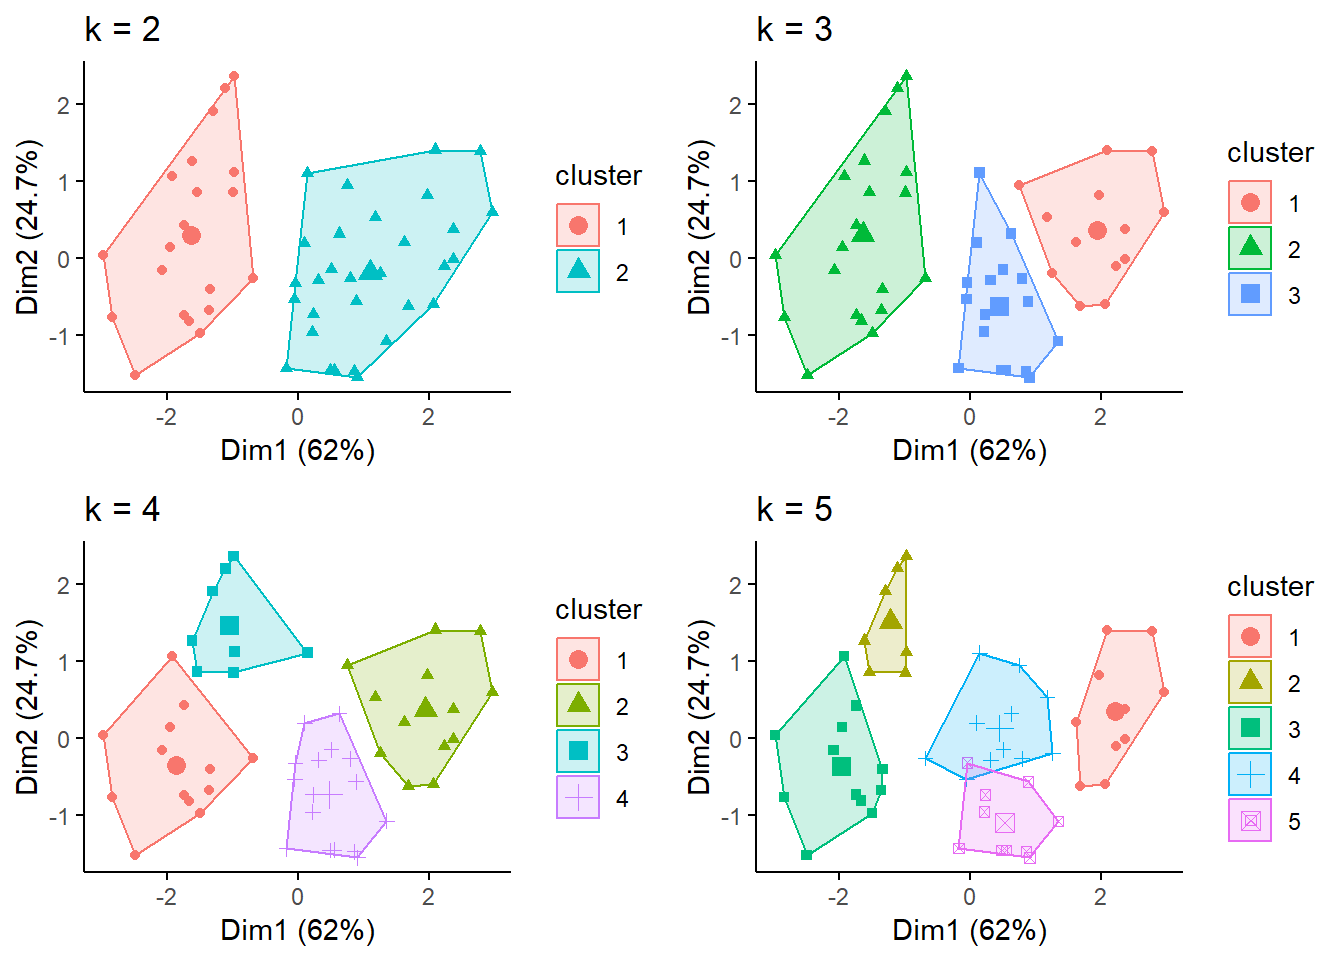 k = 2
Dim2 (24.7%)
2
1
0
-1
-2
0
2
Dim1 (62%)
cluster
1
2
k = 3
Dim2 (24.7%)
2
1
0
-1
-2
0
2
Dim1 (62%)
cluster
1
2
3
k = 4
Dim2 (24.7%)
2
1
0
-1
-2
0
2
Dim1 (62%)
cluster
1
2
3
4
k = 5
Dim2 (24.7%)
2
1
0
-1
-2
0
2
Dim1 (62%)
cluster
1
2
3
4
5